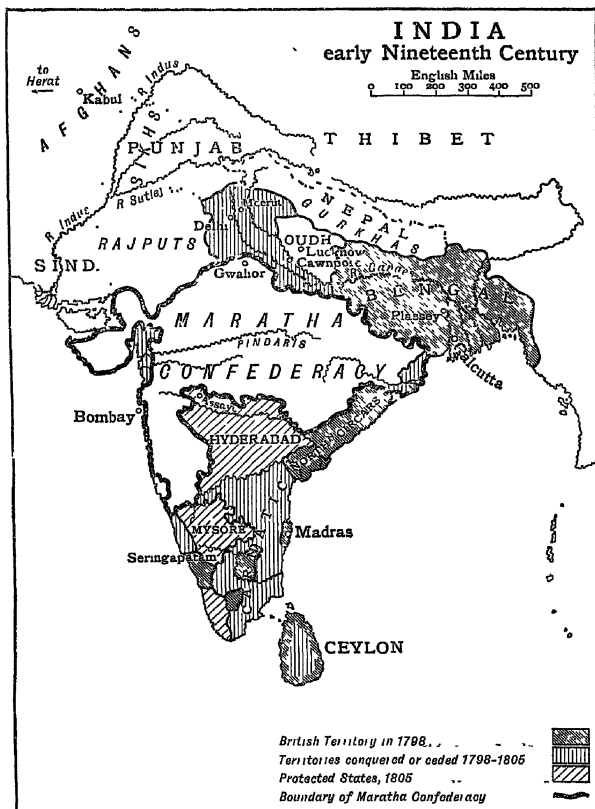 INDIA
early Nineteenth Century
English Miles
0 100 200 300 400 500
to
Herat
AFGHANS
Kabul
R Indus
SIKHS.
PUNJAB
THIBET
R Sutlej
R Indus
NEPAL
GURKHAS
Delhi
RAJPUTS
OUDH
Lucknow
Cawnpore
SIND.
Gwalior
BENGAL
Plassey
Calcutta
MARATHA
PINDARIS
CONFEDERACY
Bombay
Assaye
HYDERABAD
MYSORE
Madras
Seringapatam
CEYLON
British Territory in 1798
Territories conquered or ceded 1798-1805
Protected States, 1805
Boundary of Maratha Confederacy